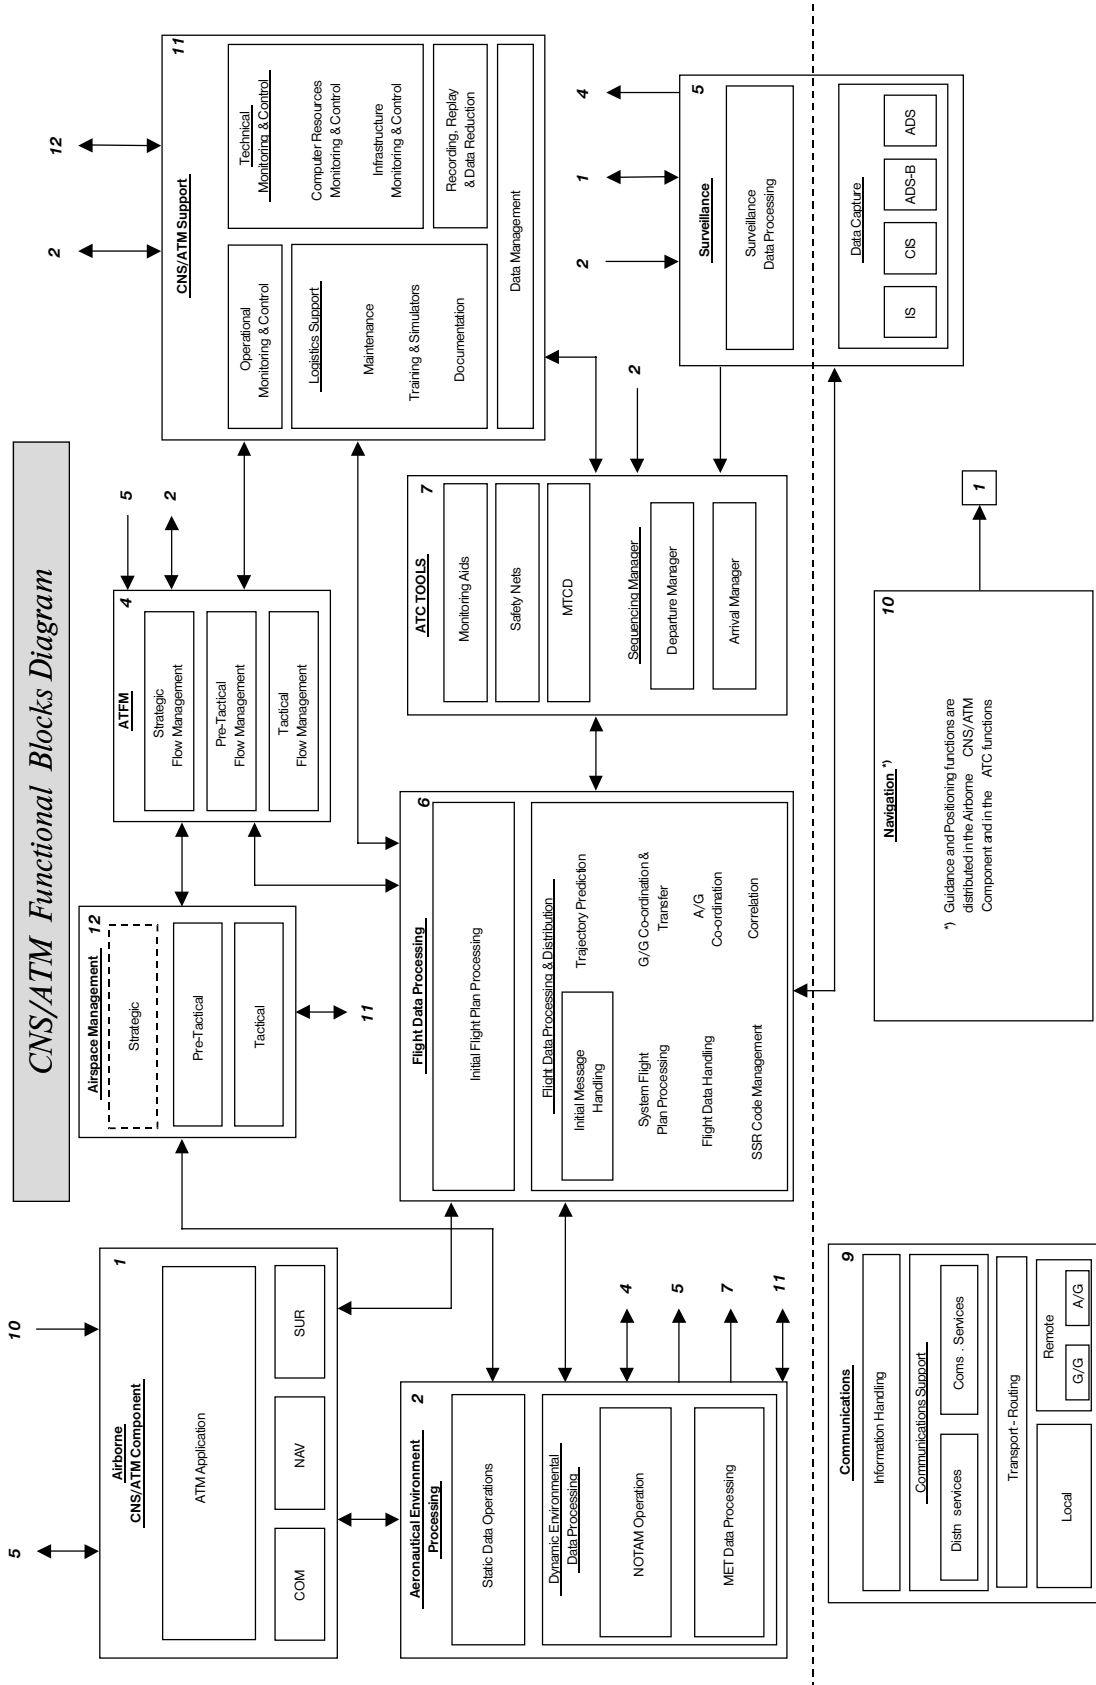 CNS/ATM Functional Blocks Diagram
5
10
Airborne
CNS/ATM Component
1
ATM Application
COM
NAV
SUR
Airspace Management
12
Strategic
Pre-Tactical
Tactical
11
ATFM
4
Strategic
Flow Management
Pre-Tactical
Flow Management
Tactical
Flow Management
5
2
2
12
CNS/ATM Support
11
Operational
Monitoring & Control
Logistics Support
Maintenance
Training & Simulators
Documentation
Technical
Monitoring & Control
Computer Resources
Monitoring & Control
Infrastructure
Monitoring & Control
Recording, Replay
& Data Reduction
Data Management
Aeronautical Environment
Processing
2
Static Data Operations
Dynamic Environmental
Data Processing
NOTAM Operation
MET Data Processing
4
5
7
11
Flight Data Processing
6
Initial Flight Plan Processing
Flight Data Processing & Distribution
Initial Message
Handling
Trajectory Prediction
System Flight
Plan Processing
G/G Co-ordination &
Transfer
Flight Data Handling
A/G
Co-ordination
SSR Code Management
Correlation
ATC TOOLS
7
Monitoring Aids
Safety Nets
MTCD
Sequencing Manager
Departure Manager
Arrival Manager
2
2
1
4
Surveillance
5
Surveillance
Data Processing
Data Capture
IS
CIS
ADS-B
ADS
Communications
9
Information Handling
Communications Support
Distn services
Coms . Services
Transport - Routing
Local
Remote
G/G
A/G
Navigation *)
10
*) Guidance and Positioning functions are
distributed in the Airborne CNS/ATM
Component and in the ATC functions
1